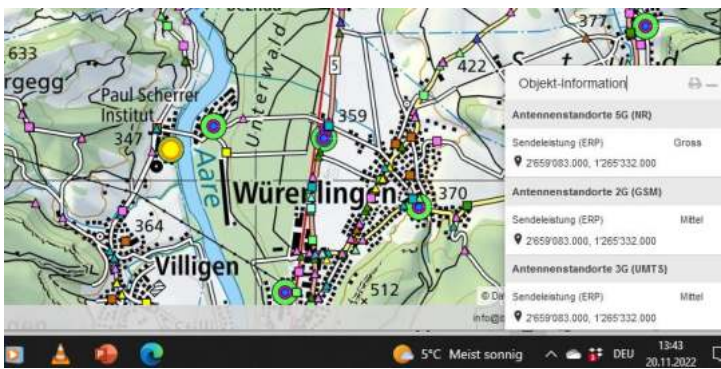 633
rgegg
Paul Scherrer
Institut
347
Aare
Unterwald
5
359
422
377
Würenlingen
370
364
Villigen
512
Objekt-Information
Antennenstandorte 5G (NR)
Sendeleistung (ERP) Gross
2'659'083.000, 1'265'332.000
Antennenstandorte 2G (GSM)
Sendeleistung (ERP) Mittel
2'659'083.000, 1'265'332.000
Antennenstandorte 3G (UMTS)
Sendeleistung (ERP) Mittel
2'659'083.000, 1'265'332.000
info@
5°C Meist sonnig
DEU
13:43
20.11.2022